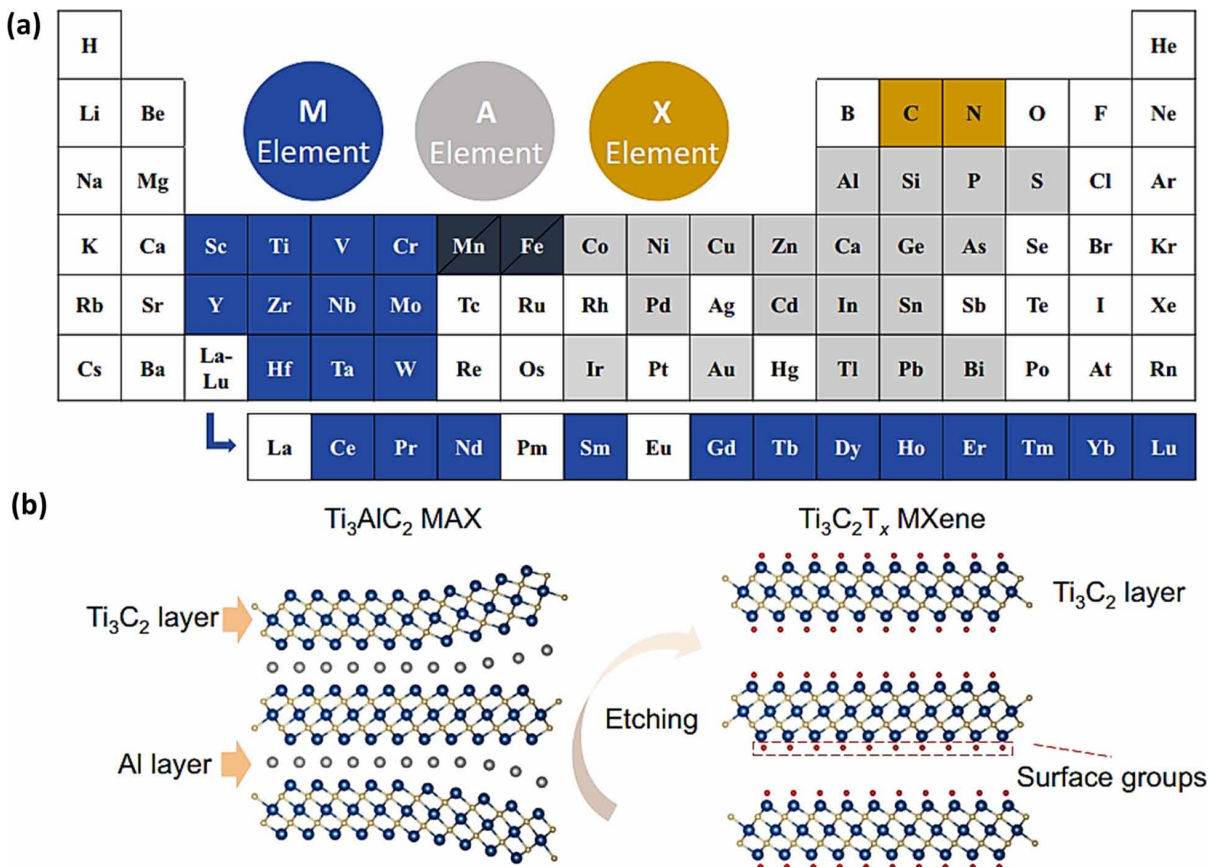 (a)
H He
Li Be B C N O F Ne
M Element
A Element
X Element
Na Mg Al Si P S Cl Ar
K Ca Sc Ti V Cr Mn Fe Co Ni Cu Zn Ca Ge As Se Br Kr
Rb Sr Y Zr Nb Mo Tc Ru Rh Pd Ag Cd In Sn Sb Te I Xe
Cs Ba La-Lu Hf Ta W Re Os Ir Pt Au Hg Tl Pb Bi Po At Rn
La Ce Pr Nd Pm Sm Eu Gd Tb Dy Ho Er Tm Yb Lu
(b)
Ti₃AlC₂ MAX
Ti₃C₂Tₓ MXene
Ti₃C₂ layer
Ti₃C₂ layer
Etching
Al layer
Surface groups